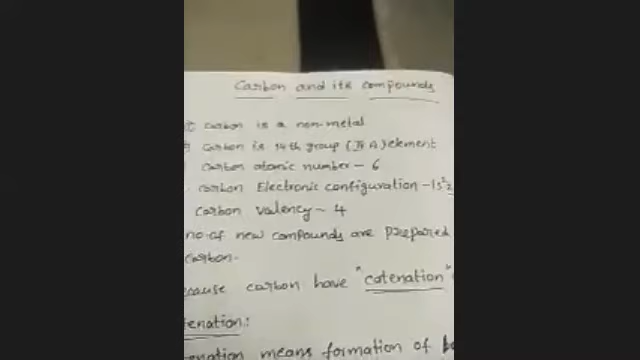 Carbon and its compounds
Carbon is a non-metal
Carbon is 14th group (IV A) element
Carbon atomic number - 6
Carbon Electronic configuration - 1s²2
Carbon valency - 4
no.of new compounds are prepared
carbon.
cause carbon have "catenation"
enation:
enation means formation of